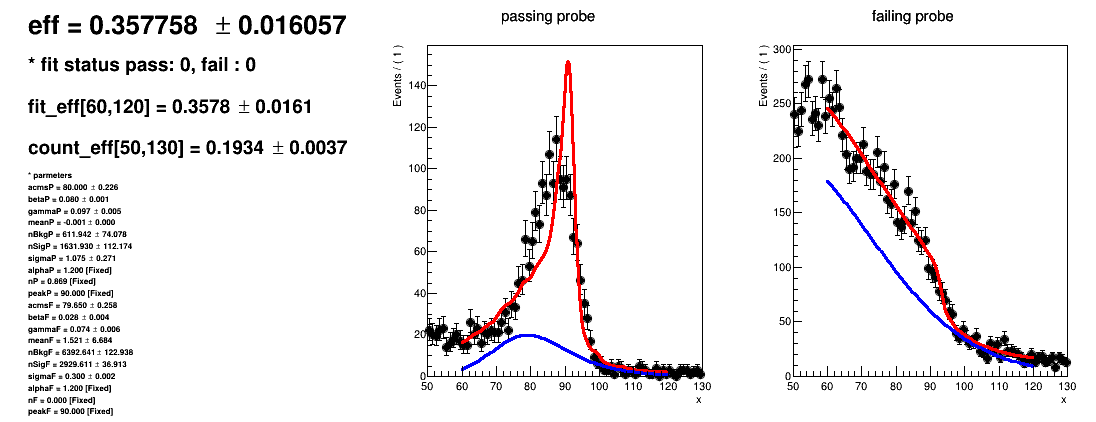 eff = 0.357758 ± 0.016057
* fit status pass: 0, fail : 0
fit_eff[60,120] = 0.3578 ± 0.0161
count_eff[50,130] = 0.1934 ± 0.0037
* parmeters
acmsP = 80.000 ± 0.226
betaP = 0.080 ± 0.001
gammaP = 0.097 ± 0.005
meanP = -0.001 ± 0.000
nBkgP = 611.942 ± 74.078
nSigP = 1631.930 ± 112.174
sigmaP = 1.075 ± 0.271
alphaP = 1.200 [Fixed]
nP = 0.869 [Fixed]
peakP = 90.000 [Fixed]
acmsF = 79.650 ± 0.258
betaF = 0.028 ± 0.004
gammaF = 0.074 ± 0.006
meanF = 1.521 ± 6.684
nBkgF = 6392.641 ± 122.938
nSigF = 2929.611 ± 36.913
sigmaF = 0.300 ± 0.002
alphaF = 1.200 [Fixed]
nF = 0.000 [Fixed]
peakF = 90.000 [Fixed]
passing probe
Events / ( 1 )
140
120
100
80
60
40
20
0
50 60 70 80 90 100 110 120 130
x
failing probe
Events / ( 1 )
300
250
200
150
100
50
0
50 60 70 80 90 100 110 120 130
x